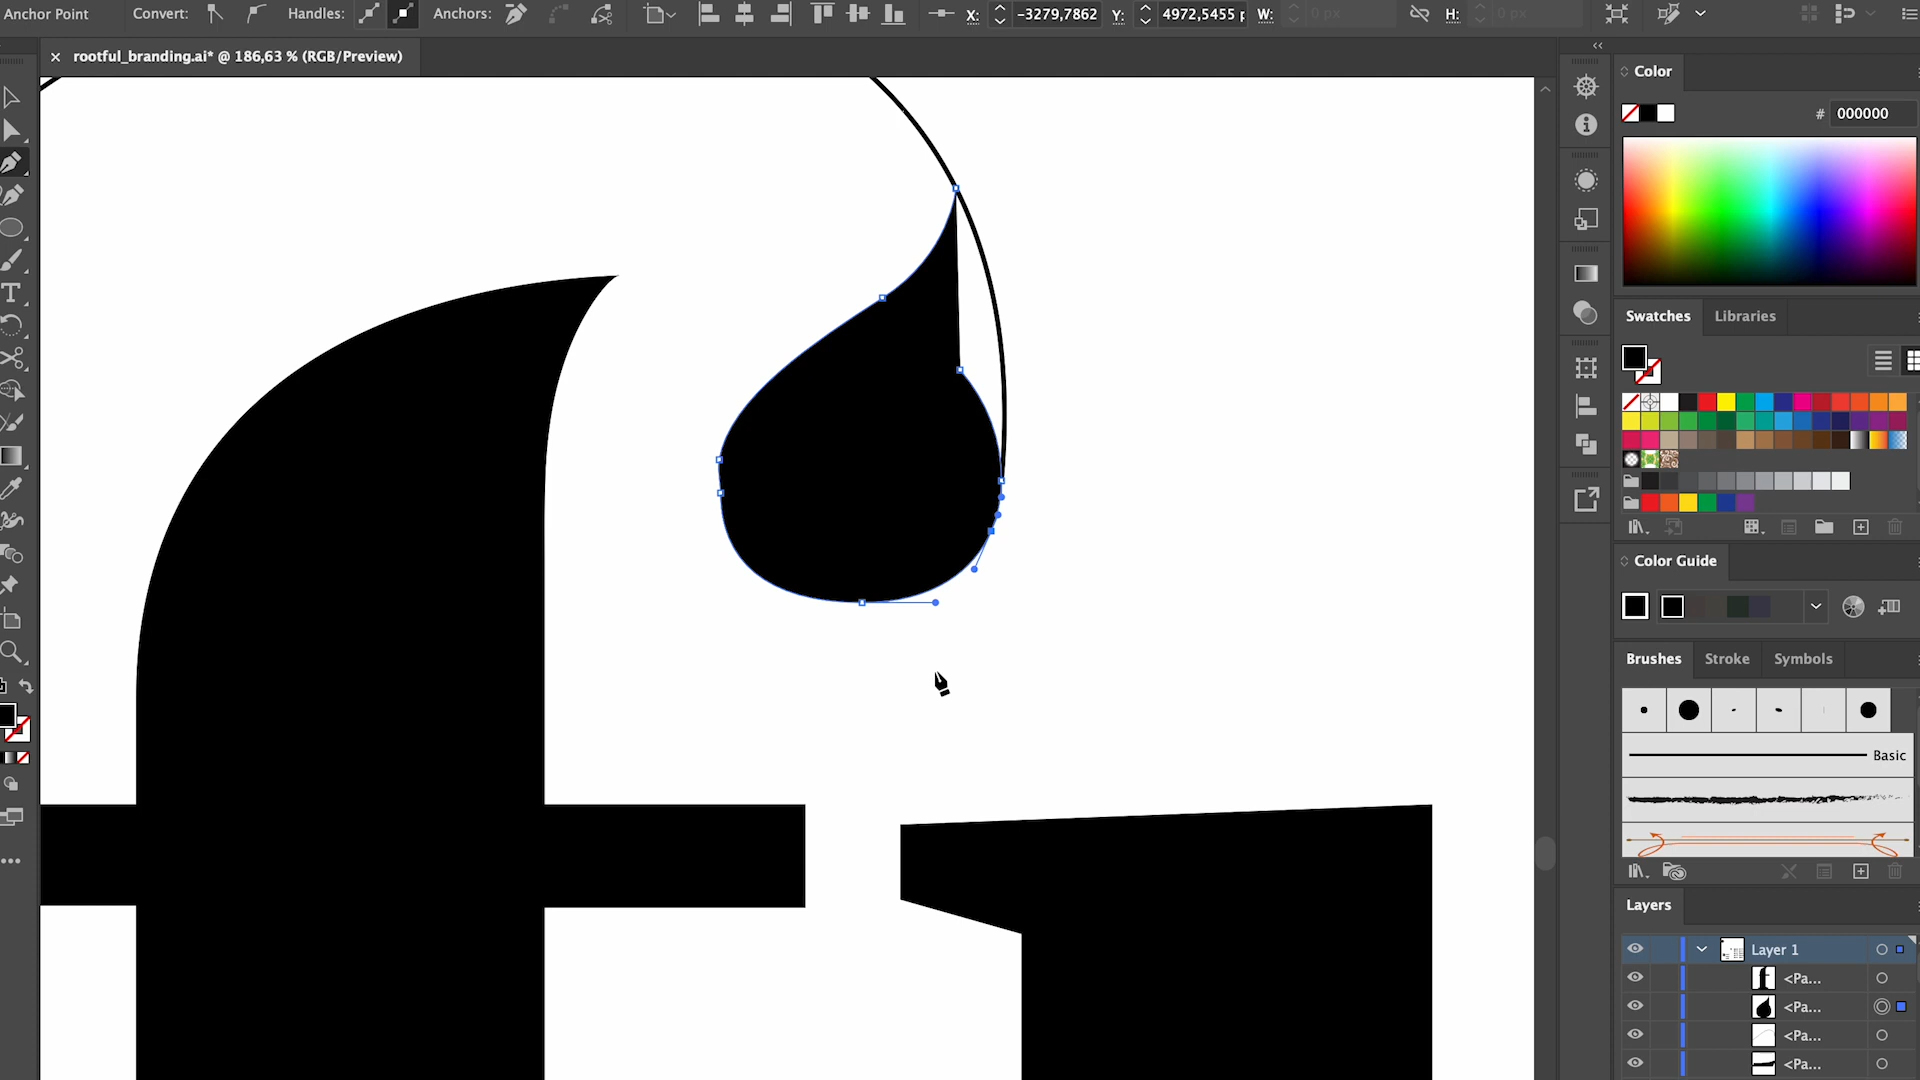 Anchor Point Convert: Handles: Anchors: X: -3279,7862 Y: 4972,5455 p W: 0 px H: 0 px
rootful_branding.ai* @ 186,63 % (RGB/Preview)
Color
# 000000
Swatches Libraries
Color Guide
Brushes Stroke Symbols
Basic
Layers
Layer 1
<Pa...
<Pa...
<Pa...
<Pa...